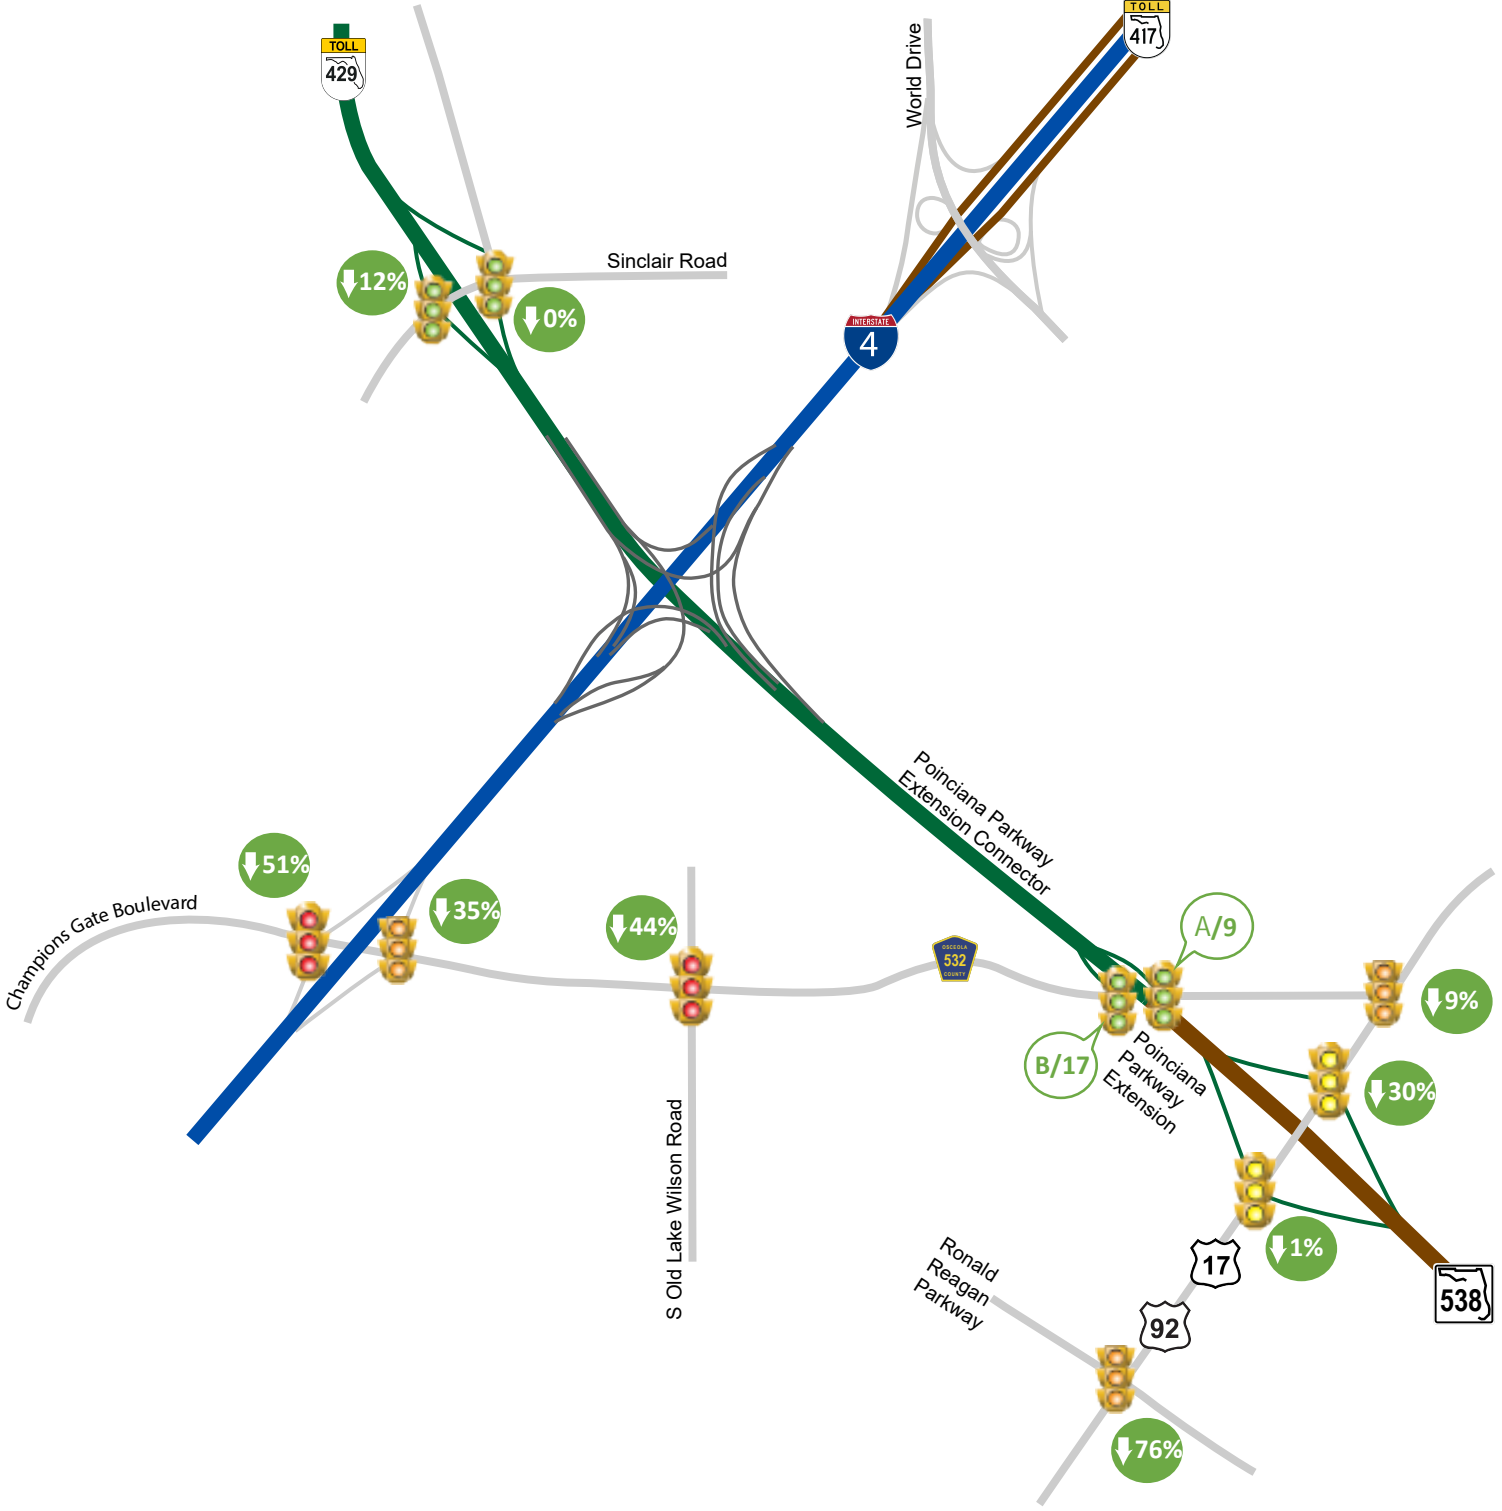 TOLL
417
TOLL
429
World Drive
Sinclair Road
12%
0%
INTERSTATE
4
Poinciana Parkway
Extension Connector
51%
35%
44%
Champions Gate Boulevard
OSCEOLA
532
COUNTY
A/9
9%
B/17
Poinciana
Parkway
Extension
30%
S Old Lake Wilson Road
1%
17
Ronald
Reagan
Parkway
538
92
76%